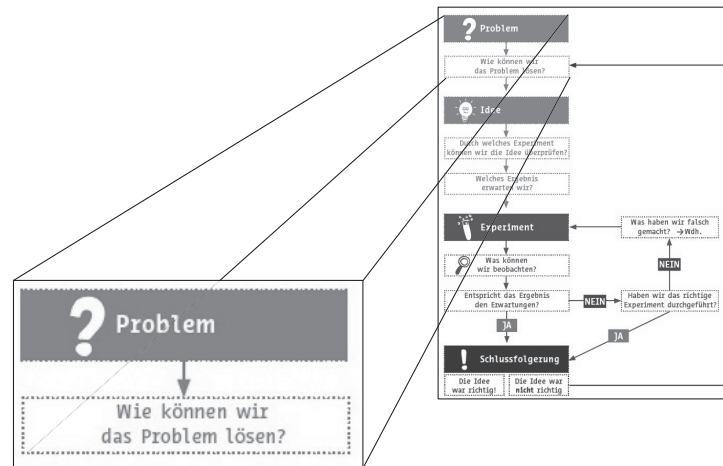 ? Problem
Wie können wir
das Problem lösen?
Idee
Durch welches Experiment
können wir die Idee überprüfen?
Welches Ergebnis
erwarten wir?
Experiment
Was können
wir beobachten?
Entspricht das Ergebnis
den Erwartungen?
NEIN
Haben wir das richtige
Experiment durchgeführt?
NEIN
Was haben wir falsch
gemacht? →Wdh.
JA
JA
! Schlussfolgerung
Die Idee
war richtig!
Die Idee war
nicht richtig
? Problem
Wie können wir
das Problem lösen?